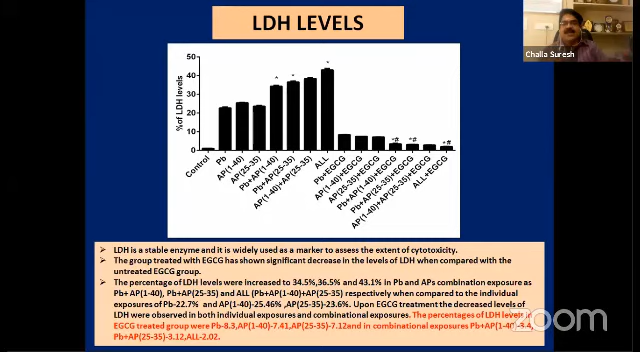 LDH LEVELS
Challa Suresh
%of LDH levels
50
40
30
20
10
0
* * *
*# *# *#
Control
Pb
AP(1-40)
AP(25-35)
Pb+AP(1-40)
Pb+AP(25-35)
AP(1-40)+AP(25-35)
ALL
Pb+EGCG
AP(1-40)+EGCG
AP(25-35)+EGCG
Pb+AP(1-40)+EGCG
Pb+AP(25-35)+EGCG
AP(1-40)+AP(25-35)+EGCG
ALL+EGCG
LDH is a stable enzyme and it is widely used as a marker to assess the extent of cytotoxicity.
The group treated with EGCG has shown significant decrease in the levels of LDH when compared with the
untreated EGCG group.
The percentage of LDH levels were increased to 34.5%,36.5% and 43.1% in Pb and APs combination exposure as
Pb+ AP(1-40), Pb+AP(25-35) and ALL (Pb+AP(1-40)+AP(25-35) respectively when compared to the individual
exposures of Pb-22.7% and AP(1-40)-25.46% ,AP(25-35)-23.6%. Upon EGCG treatment the decreased levels of
LDH were observed in both individual exposures and combination exposures. The percentages of LDH levels in
EGCG treated group were Pb-8.3,AP(1-40)-7.41,AP(25-35)-7.12and in combinational exposures Pb+AP(1-40)-3.4,
Pb+AP(25-35)-3.12,ALL-2.02.
zoom